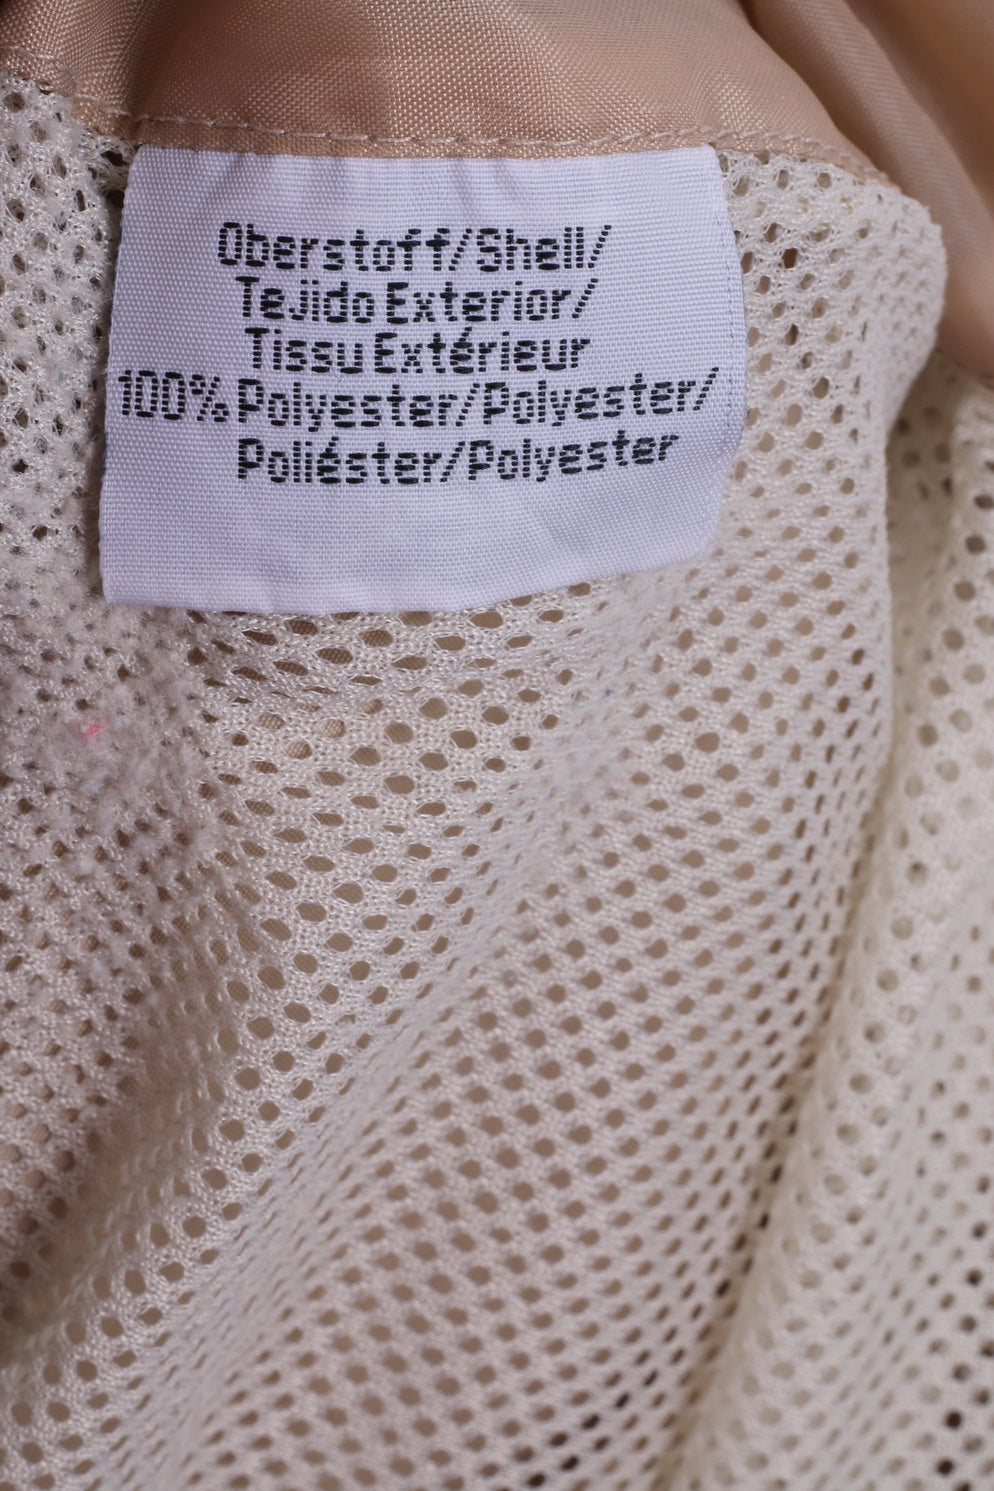 Oberstoff/Shell/
Tejido Exterior/
Tissu Extérieur
100% Polyester/Polyester/
Poliéster/Polyester